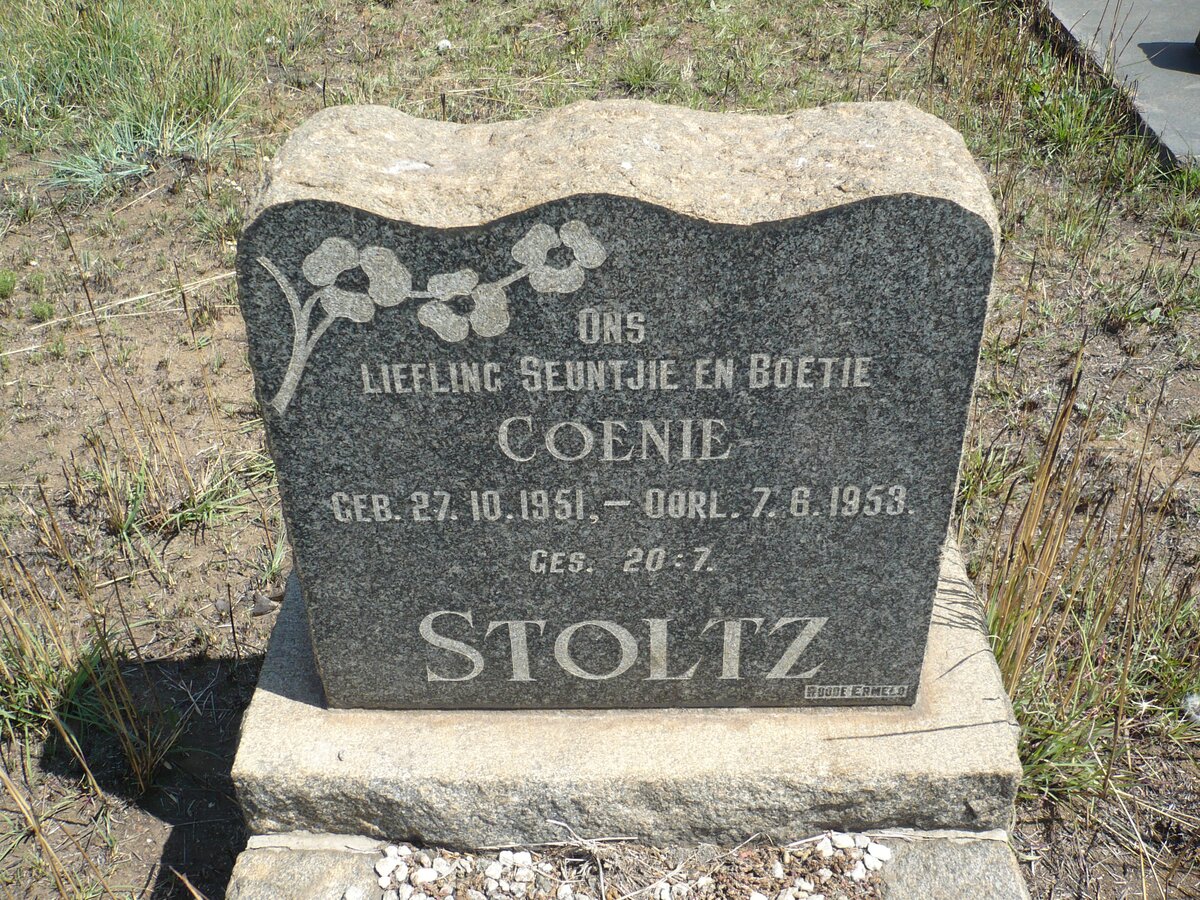 ONS
LIEFLING SEUNTJIE EN BOETIE
COENIE
GEB. 27.10.1951, – OORL. 7.6.1953.
GES. 20:7.
STOLTZ
ROODE ERMELO